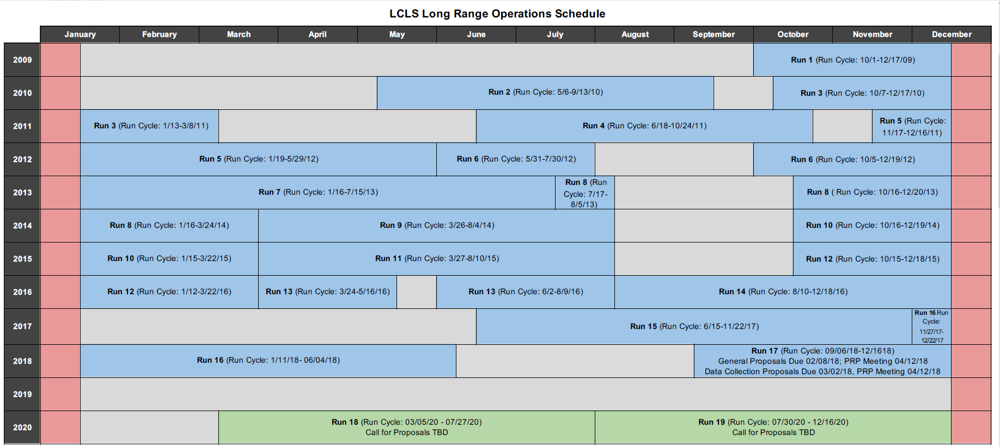 LCLS Long Range Operations Schedule
January February March April May June July August September October November December
2009
Run 1 (Run Cycle: 10/1-12/17/09)
2010
Run 2 (Run Cycle: 5/6-9/13/10)
Run 3 (Run Cycle: 10/7-12/17/10)
2011
Run 3 (Run Cycle: 1/13-3/8/11)
Run 4 (Run Cycle: 6/18-10/24/11)
Run 5 (Run Cycle:
11/17-12/16/11)
2012
Run 5 (Run Cycle: 1/19-5/29/12)
Run 6 (Run Cycle: 5/31-7/30/12)
Run 6 (Run Cycle: 10/5-12/19/12)
2013
Run 7 (Run Cycle: 1/16-7/15/13)
Run 8 (Run
Cycle: 7/17-
8/5/13)
Run 8 ( Run Cycle: 10/16-12/20/13)
2014
Run 8 (Run Cycle: 1/16-3/24/14)
Run 9 (Run Cycle: 3/26-8/4/14)
Run 10 (Run Cycle: 10/16-12/19/14)
2015
Run 10 (Run Cycle: 1/15-3/22/15)
Run 11 (Run Cycle: 3/27-8/10/15)
Run 12 (Run Cycle: 10/15-12/18/15)
2016
Run 12 (Run Cycle: 1/12-3/22/16)
Run 13 (Run Cycle: 3/24-5/16/16)
Run 13 (Run Cycle: 6/2-8/9/16)
Run 14 (Run Cycle: 8/10-12/18/16)
2017
Run 15 (Run Cycle: 6/15-11/22/17)
Run 16 Run
Cycle:
11/27/17-
12/22/17
2018
Run 16 (Run Cycle: 1/11/18- 06/04/18)
Run 17 (Run Cycle: 09/06/18-12/1618)
General Proposals Due 02/08/18; PRP Meeting 04/12/18
Data Collection Proposals Due 03/02/18, PRP Meeting 04/12/18
2019
2020
Run 18 (Run Cycle: 03/05/20 - 07/27/20)
Call for Proposals TBD
Run 19 (Run Cycle: 07/30/20 - 12/16/20)
Call for Proposals TBD